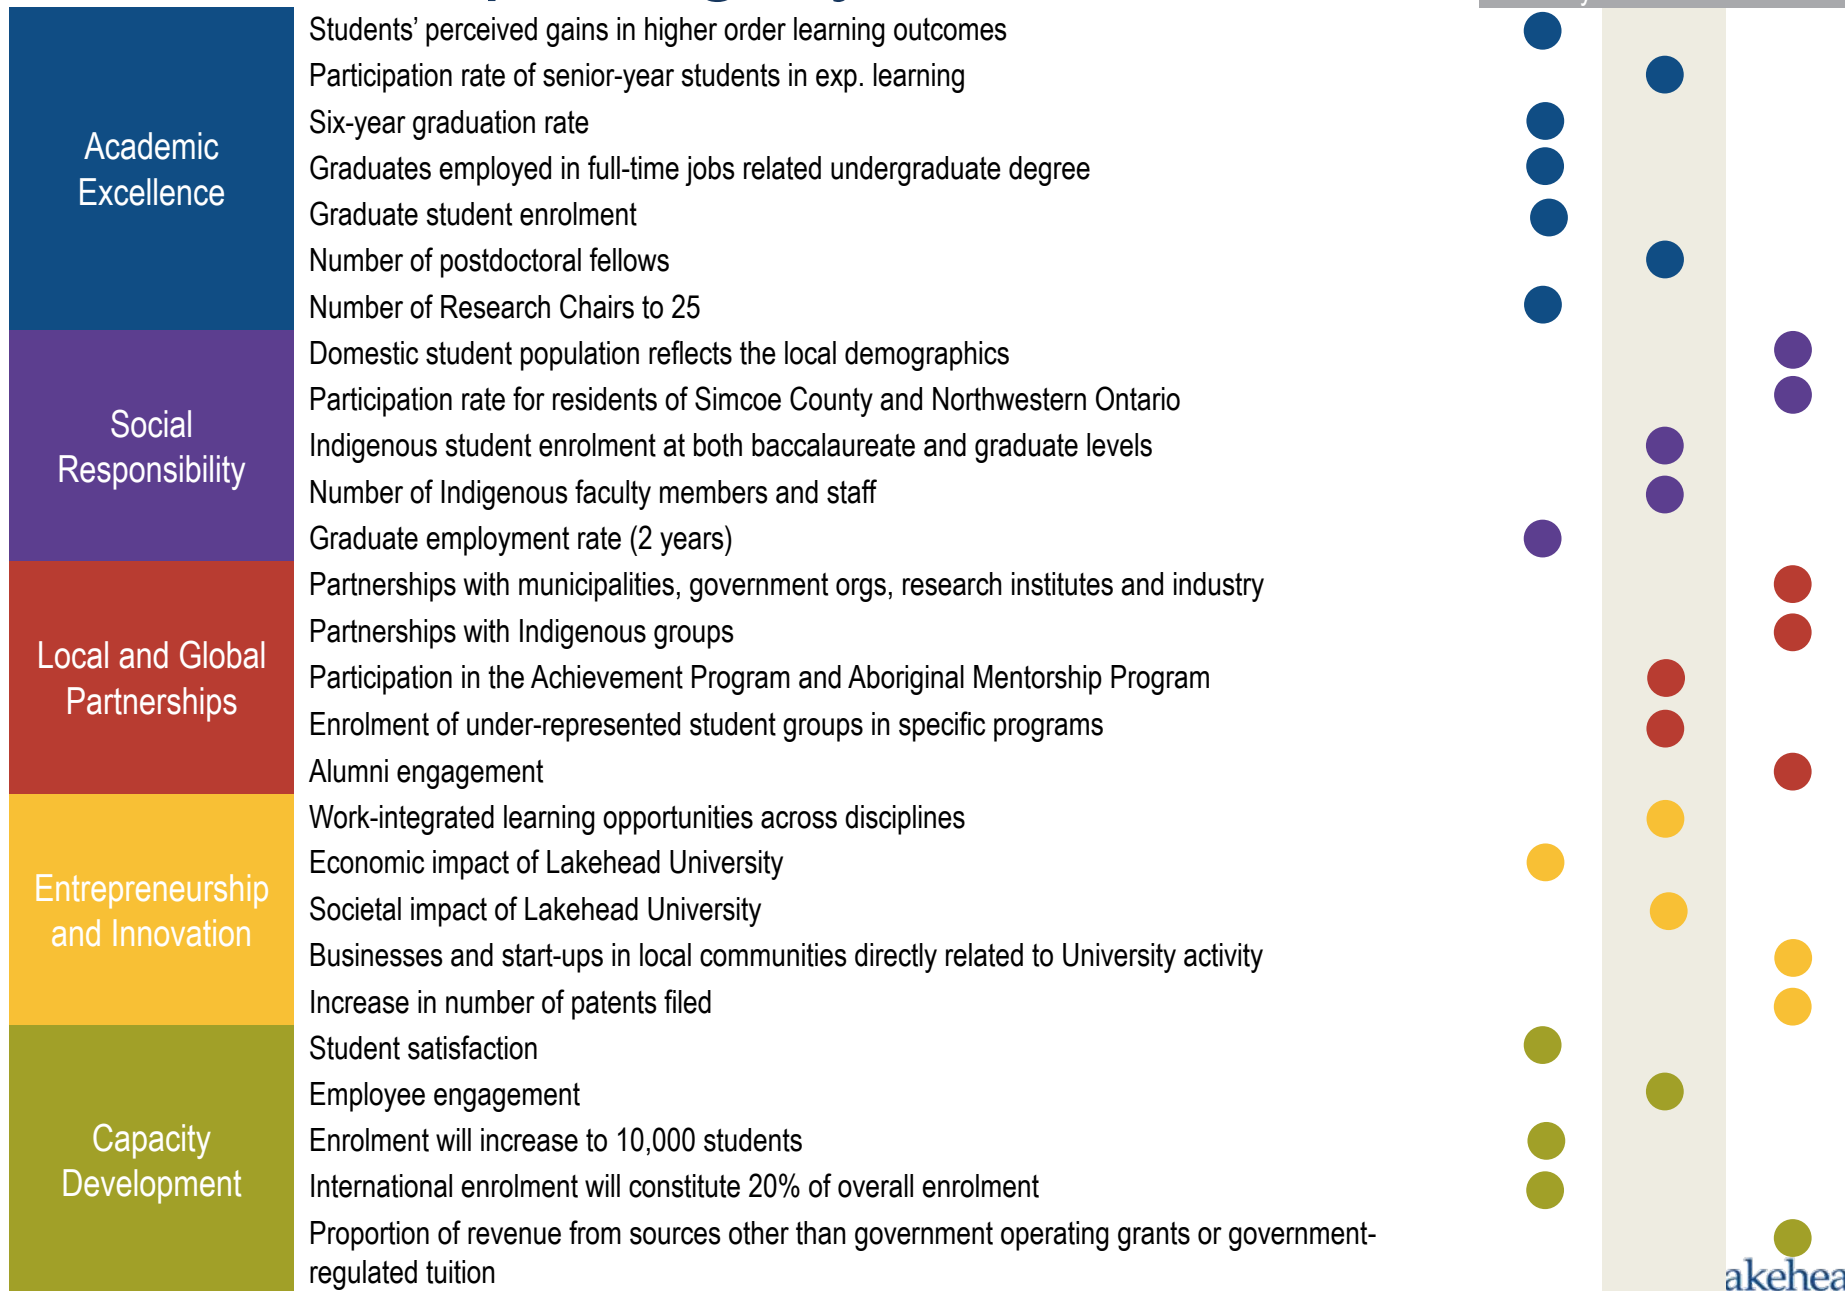 Students’ perceived gains in higher order learning outcomes
Participation rate of senior-year students in exp. learning
Six-year graduation rate
Graduates employed in full-time jobs related undergraduate degree
Graduate student enrolment
Number of postdoctoral fellows
Number of Research Chairs to 25
Academic
Excellence
Domestic student population reflects the local demographics
Participation rate for residents of Simcoe County and Northwestern Ontario
Indigenous student enrolment at both baccalaureate and graduate levels
Number of Indigenous faculty members and staff
Graduate employment rate (2 years)
Social
Responsibility
Partnerships with municipalities, government orgs, research institutes and industry
Partnerships with Indigenous groups
Participation in the Achievement Program and Aboriginal Mentorship Program
Enrolment of under-represented student groups in specific programs
Alumni engagement
Local and Global
Partnerships
Work-integrated learning opportunities across disciplines
Economic impact of Lakehead University
Societal impact of Lakehead University
Businesses and start-ups in local communities directly related to University activity
Increase in number of patents filed
Entrepreneurship
and Innovation
Student satisfaction
Employee engagement
Enrolment will increase to 10,000 students
International enrolment will constitute 20% of overall enrolment
Proportion of revenue from sources other than government operating grants or government-
regulated tuition
Capacity
Development
akehea